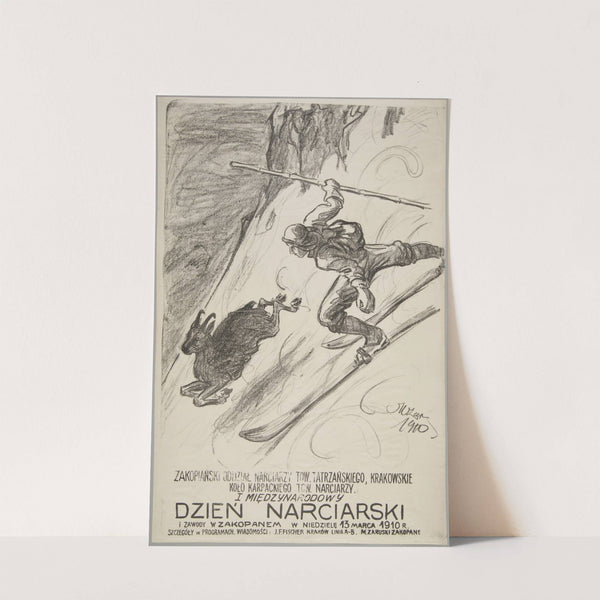 1910
ZAKOPIAŃSKI ODDZIAŁ NARCIARZY TOW. TATRZAŃSKIEGO, KRAKOWSKIE
KOŁO KARPACKIEGO TOW. NARCIARZY.
I MIĘDZYNARODOWY
DZIEŃ NARCIARSKI
I ZAWODY W ZAKOPANEM W NIEDZIELĘ 13 MARCA 1910 R.
SZCZEGÓŁY W PROGRAMACH. WIADOMOŚCI: J.F. FISCHER KRAKÓW LINIA A-B, M. ZARUSKI ZAKOPANE